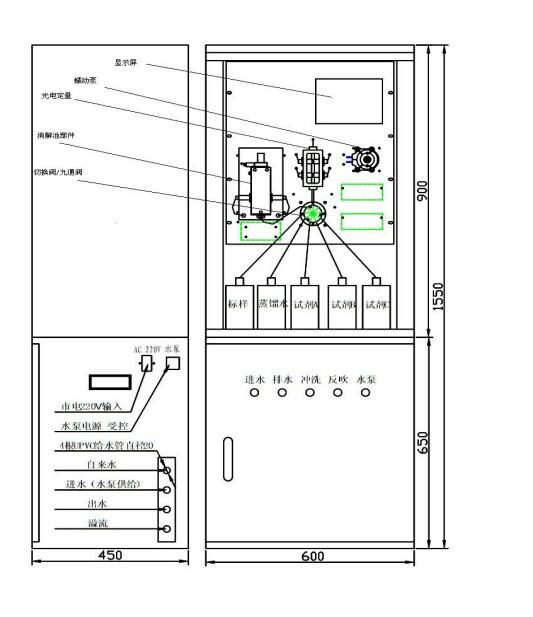 显示屏
蠕动泵
光电定量
消解池部件
切换阀/九通阀
标样
蒸馏水
试剂A
试剂B
试剂C
AC 220V 水泵
市电220V输入
水泵电源 受控
4根UPVC给水管直径20
自来水
进水（水泵供给）
出水
溢流
进水 排水 冲洗 反吹 水泵
900
1550
650
450
600